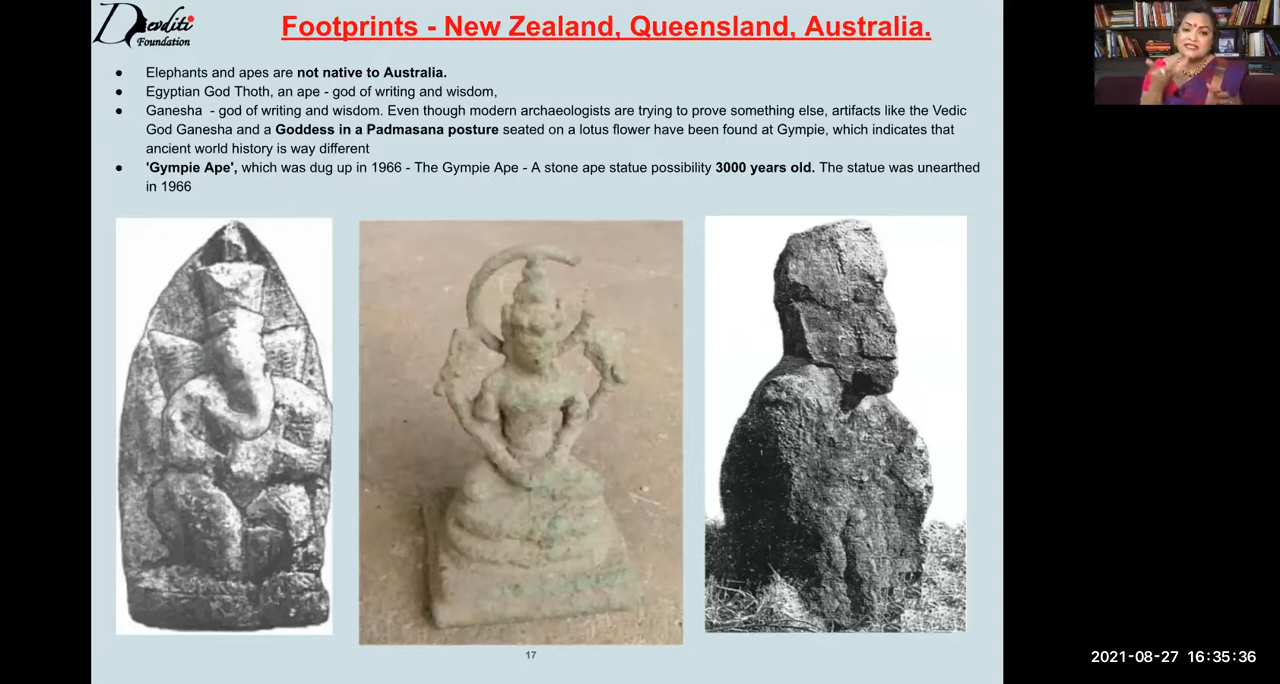 Devditi
Foundation
Footprints - New Zealand, Queensland, Australia.
● Elephants and apes are not native to Australia.
● Egyptian God Thoth, an ape - god of writing and wisdom,
● Ganesha - god of writing and wisdom. Even though modern archaeologists are trying to prove something else, artifacts like the Vedic
God Ganesha and a Goddess in a Padmasana posture seated on a lotus flower have been found at Gympie, which indicates that
ancient world history is way different
● 'Gympie Ape', which was dug up in 1966 - The Gympie Ape - A stone ape statue possibility 3000 years old. The statue was unearthed
in 1966
17
2021-08-27 16:35:36